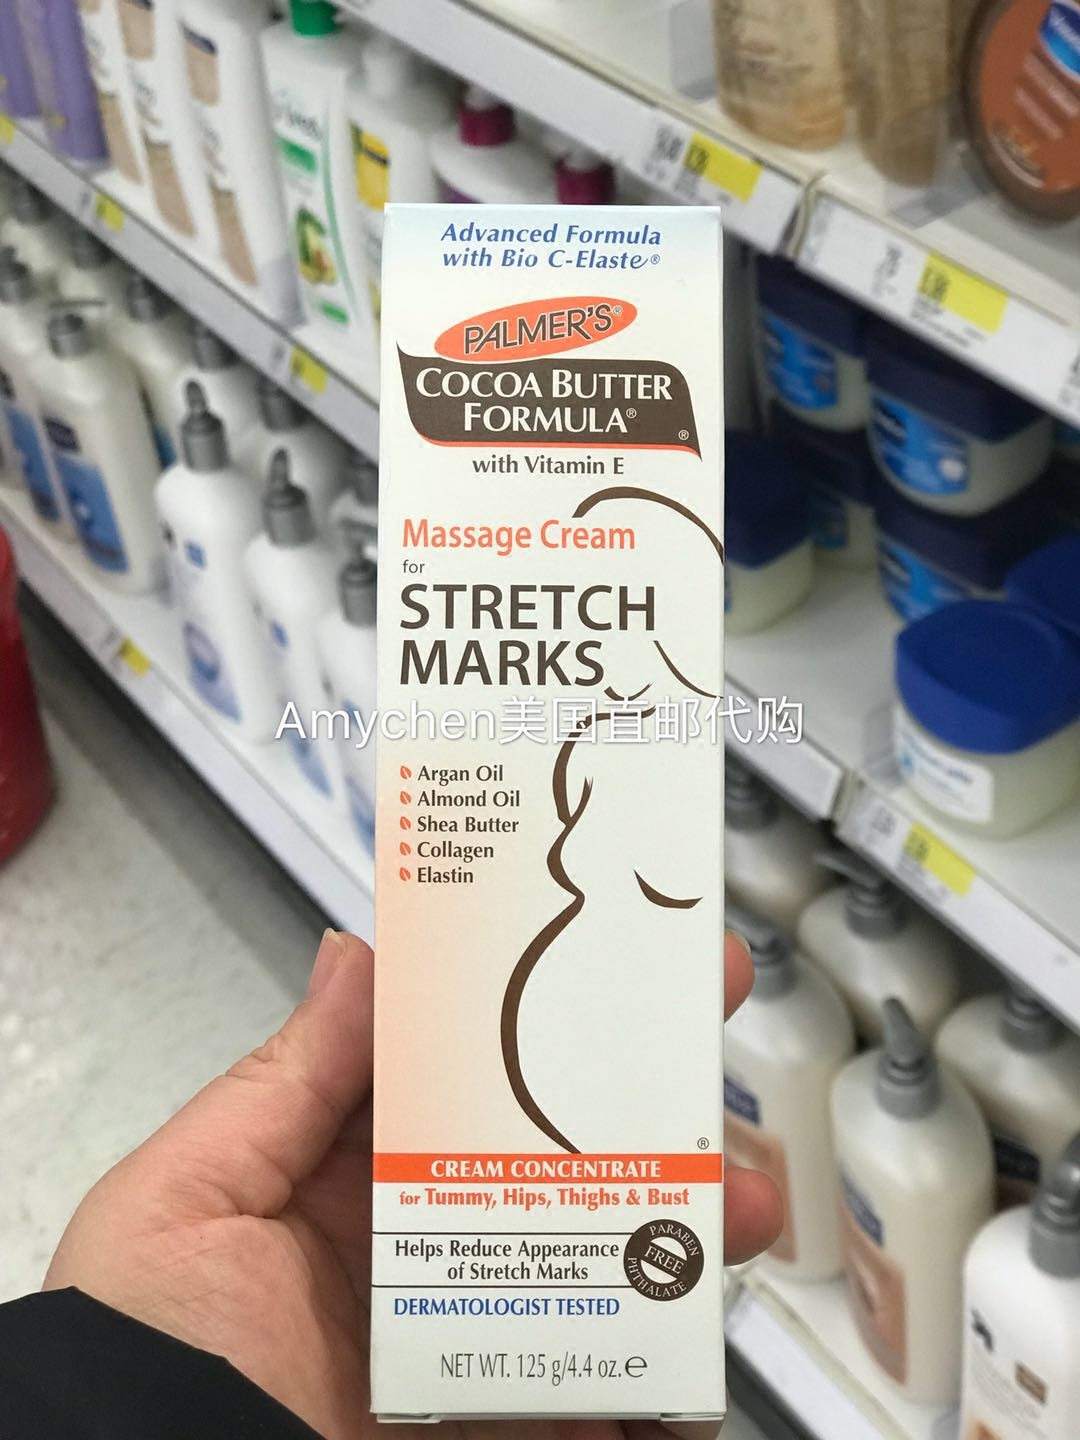 Advanced Formula
with Bio C-Elaste®
PALMER'S®
COCOA BUTTER
FORMULA®
®
with Vitamin E
Massage Cream
for
STRETCH
MARKS
Amychen美国直邮代购
Argan Oil
Almond Oil
Shea Butter
Collagen
Elastin
®
CREAM CONCENTRATE
for Tummy, Hips, Thighs & Bust
Helps Reduce Appearance
of Stretch Marks
PARABEN
FREE
PHTHALATE
DERMATOLOGIST TESTED
NET WT. 125 g/4.4 oz. e